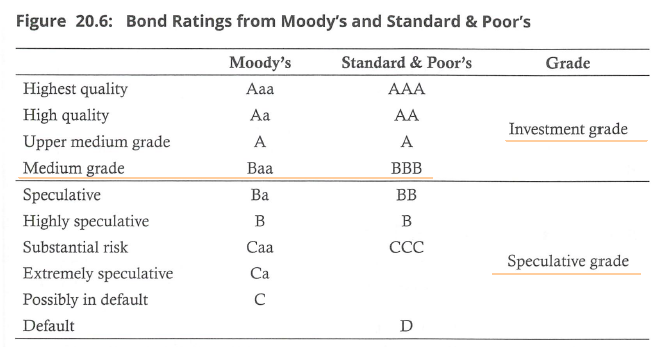 Figure 20.6: Bond Ratings from Moody's and Standard & Poor's
Moody's Standard & Poor's Grade
Highest quality Aaa AAA
High quality Aa AA
Investment grade
Upper medium grade A A
Medium grade Baa BBB
Speculative Ba BB
Highly speculative B B
Substantial risk Caa CCC
Speculative grade
Extremely speculative Ca
Possibly in default C
Default D